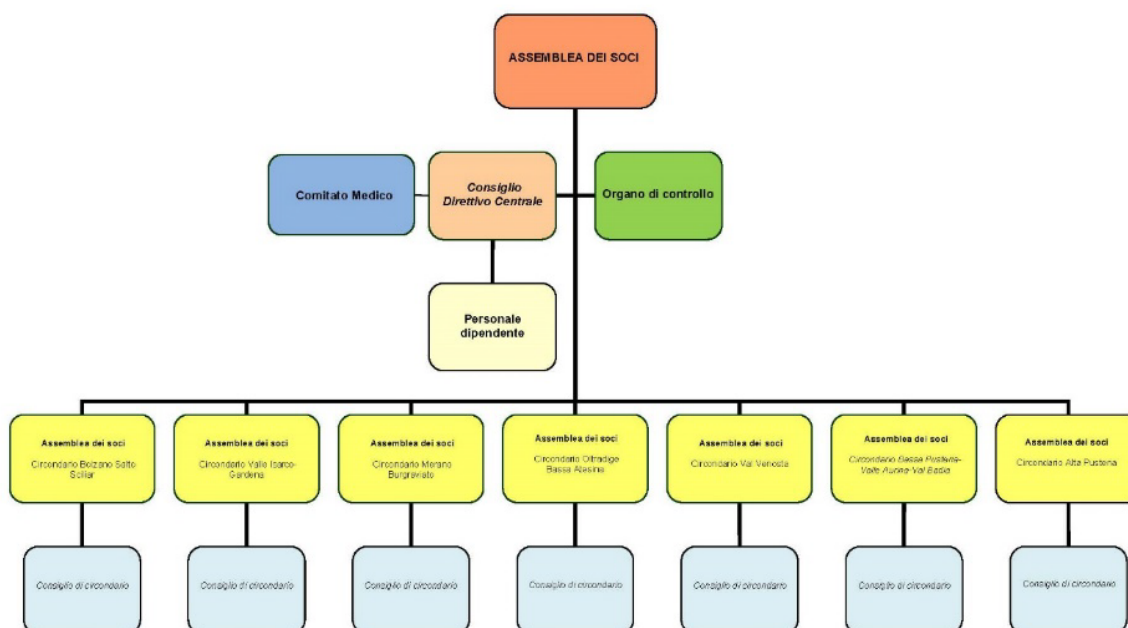 ASSEMBLEA DEI SOCI
Comitato Medico
Consiglio
Direttivo Centrale
Organo di controllo
Personale
dipendente
Assemblea dei soci
Circondario Bolzano Salto
Sciliar
Assemblea dei soci
Circondario Valle Isarco-
Gardena
Assemblea dei soci
Circondario Merano
Burgraviato
Assemblea dei soci
Circondario Oltradige
Bassa Atesina
Assemblea dei soci
Circondario Val Venosta
Assemblea dei soci
Circondario Bassa Pusteria-
Valle Aurina-Val Badia
Assemblea dei soci
Circondario Alta Pusteria
Consiglio di circondario
Consiglio di circondario
Consiglio di circondario
Consiglio di circondario
Consiglio di circondario
Consiglio di circondario
Consiglio di circondario